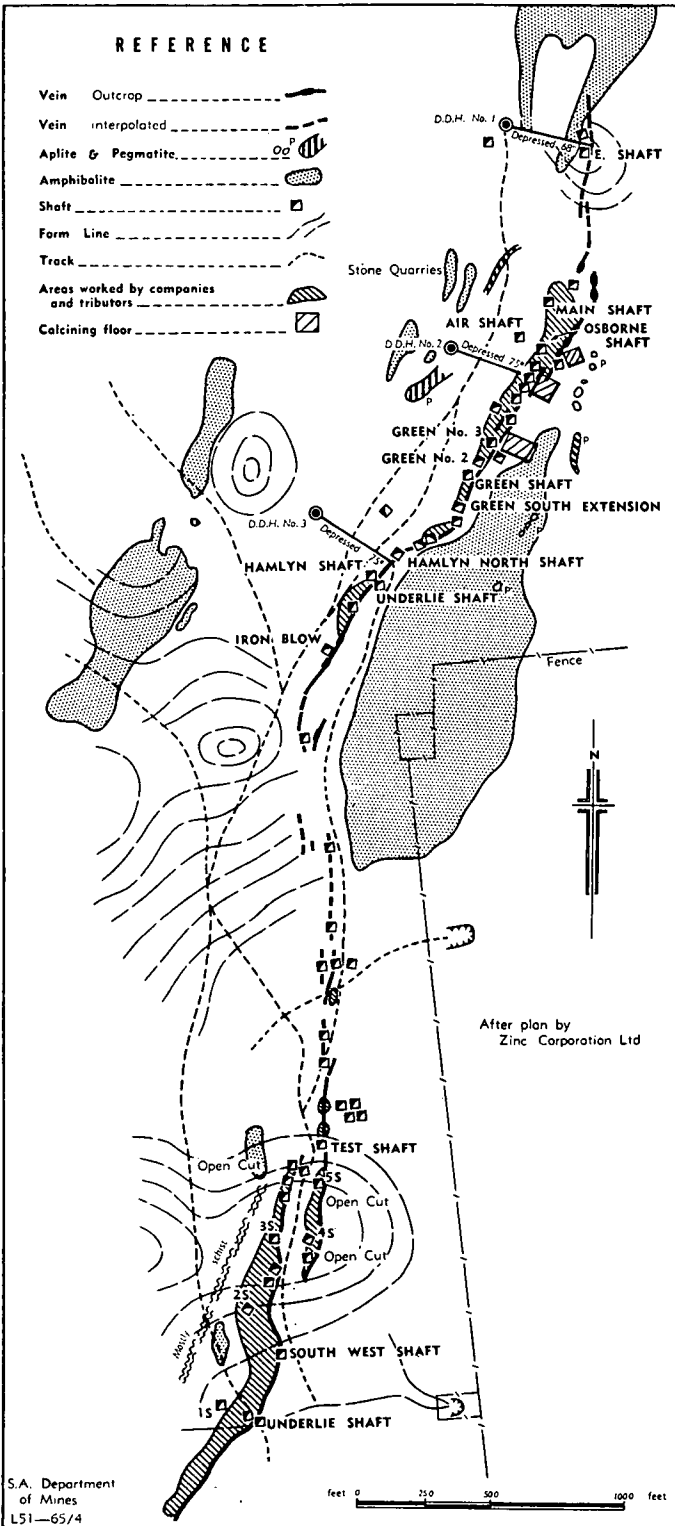 REFERENCE
Vein Outcrop
Vein Interpolated
Aplite & Pegmatite P
Amphibolite
Shaft
Form Line
Track
Areas worked by companies
and tributors
Calcining floor
D.D.H. No. 1
Depressed 68°
E. SHAFT
Stone Quarries
MAIN SHAFT
AIR SHAFT
OSBORNE
SHAFT
D.D.H. No. 2
Depressed 75°
P
P
GREEN No. 3
P
GREEN No. 2
GREEN SHAFT
GREEN SOUTH EXTENSION
D.D.H. No. 3
Depressed 75°
HAMLYN SHAFT
HAMLYN NORTH SHAFT
UNDERLIE SHAFT
P
IRON BLOW
Fence
N
After plan by
Zinc Corporation Ltd
TEST SHAFT
Open Cut
5S
Open Cut
3S
4S
Open Cut
Mostly schist
2S
SOUTH WEST SHAFT
1S
UNDERLIE SHAFT
S.A. Department
of Mines
L51—65/4
feet 0 250 500 1000 feet